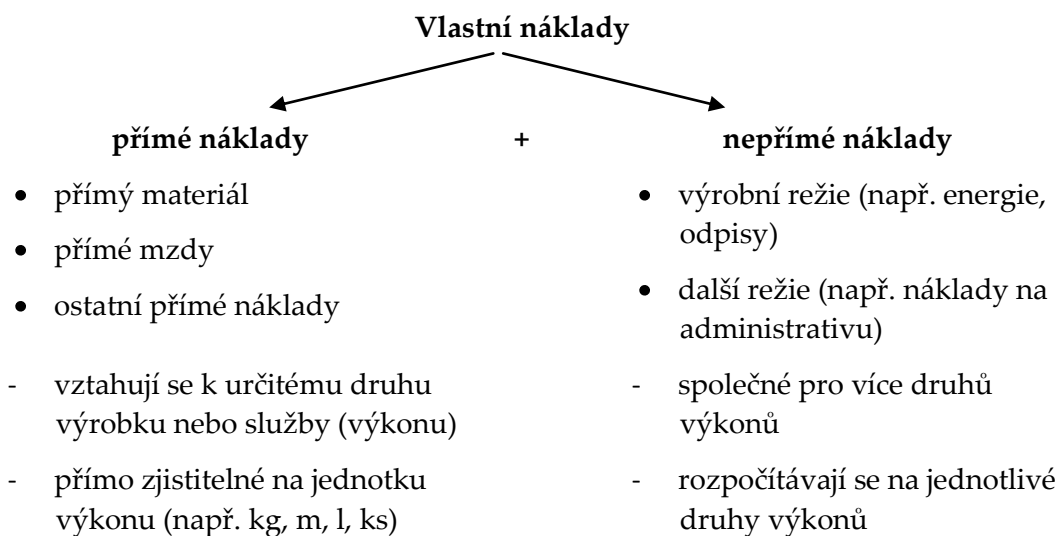 Vlastní náklady
přímé náklady + nepřímé náklady
• přímý materiál
• přímé mzdy
• ostatní přímé náklady
- vztahují se k určitému druhu
výrobku nebo služby (výkonu)
- přímo zjistitelné na jednotku
výkonu (např. kg, m, l, ks)
• výrobní režie (např. energie,
odpisy)
• další režie (např. náklady na
administrativu)
- společné pro více druhů
výkonů
- rozpočítávají se na jednotlivé
druhy výkonů